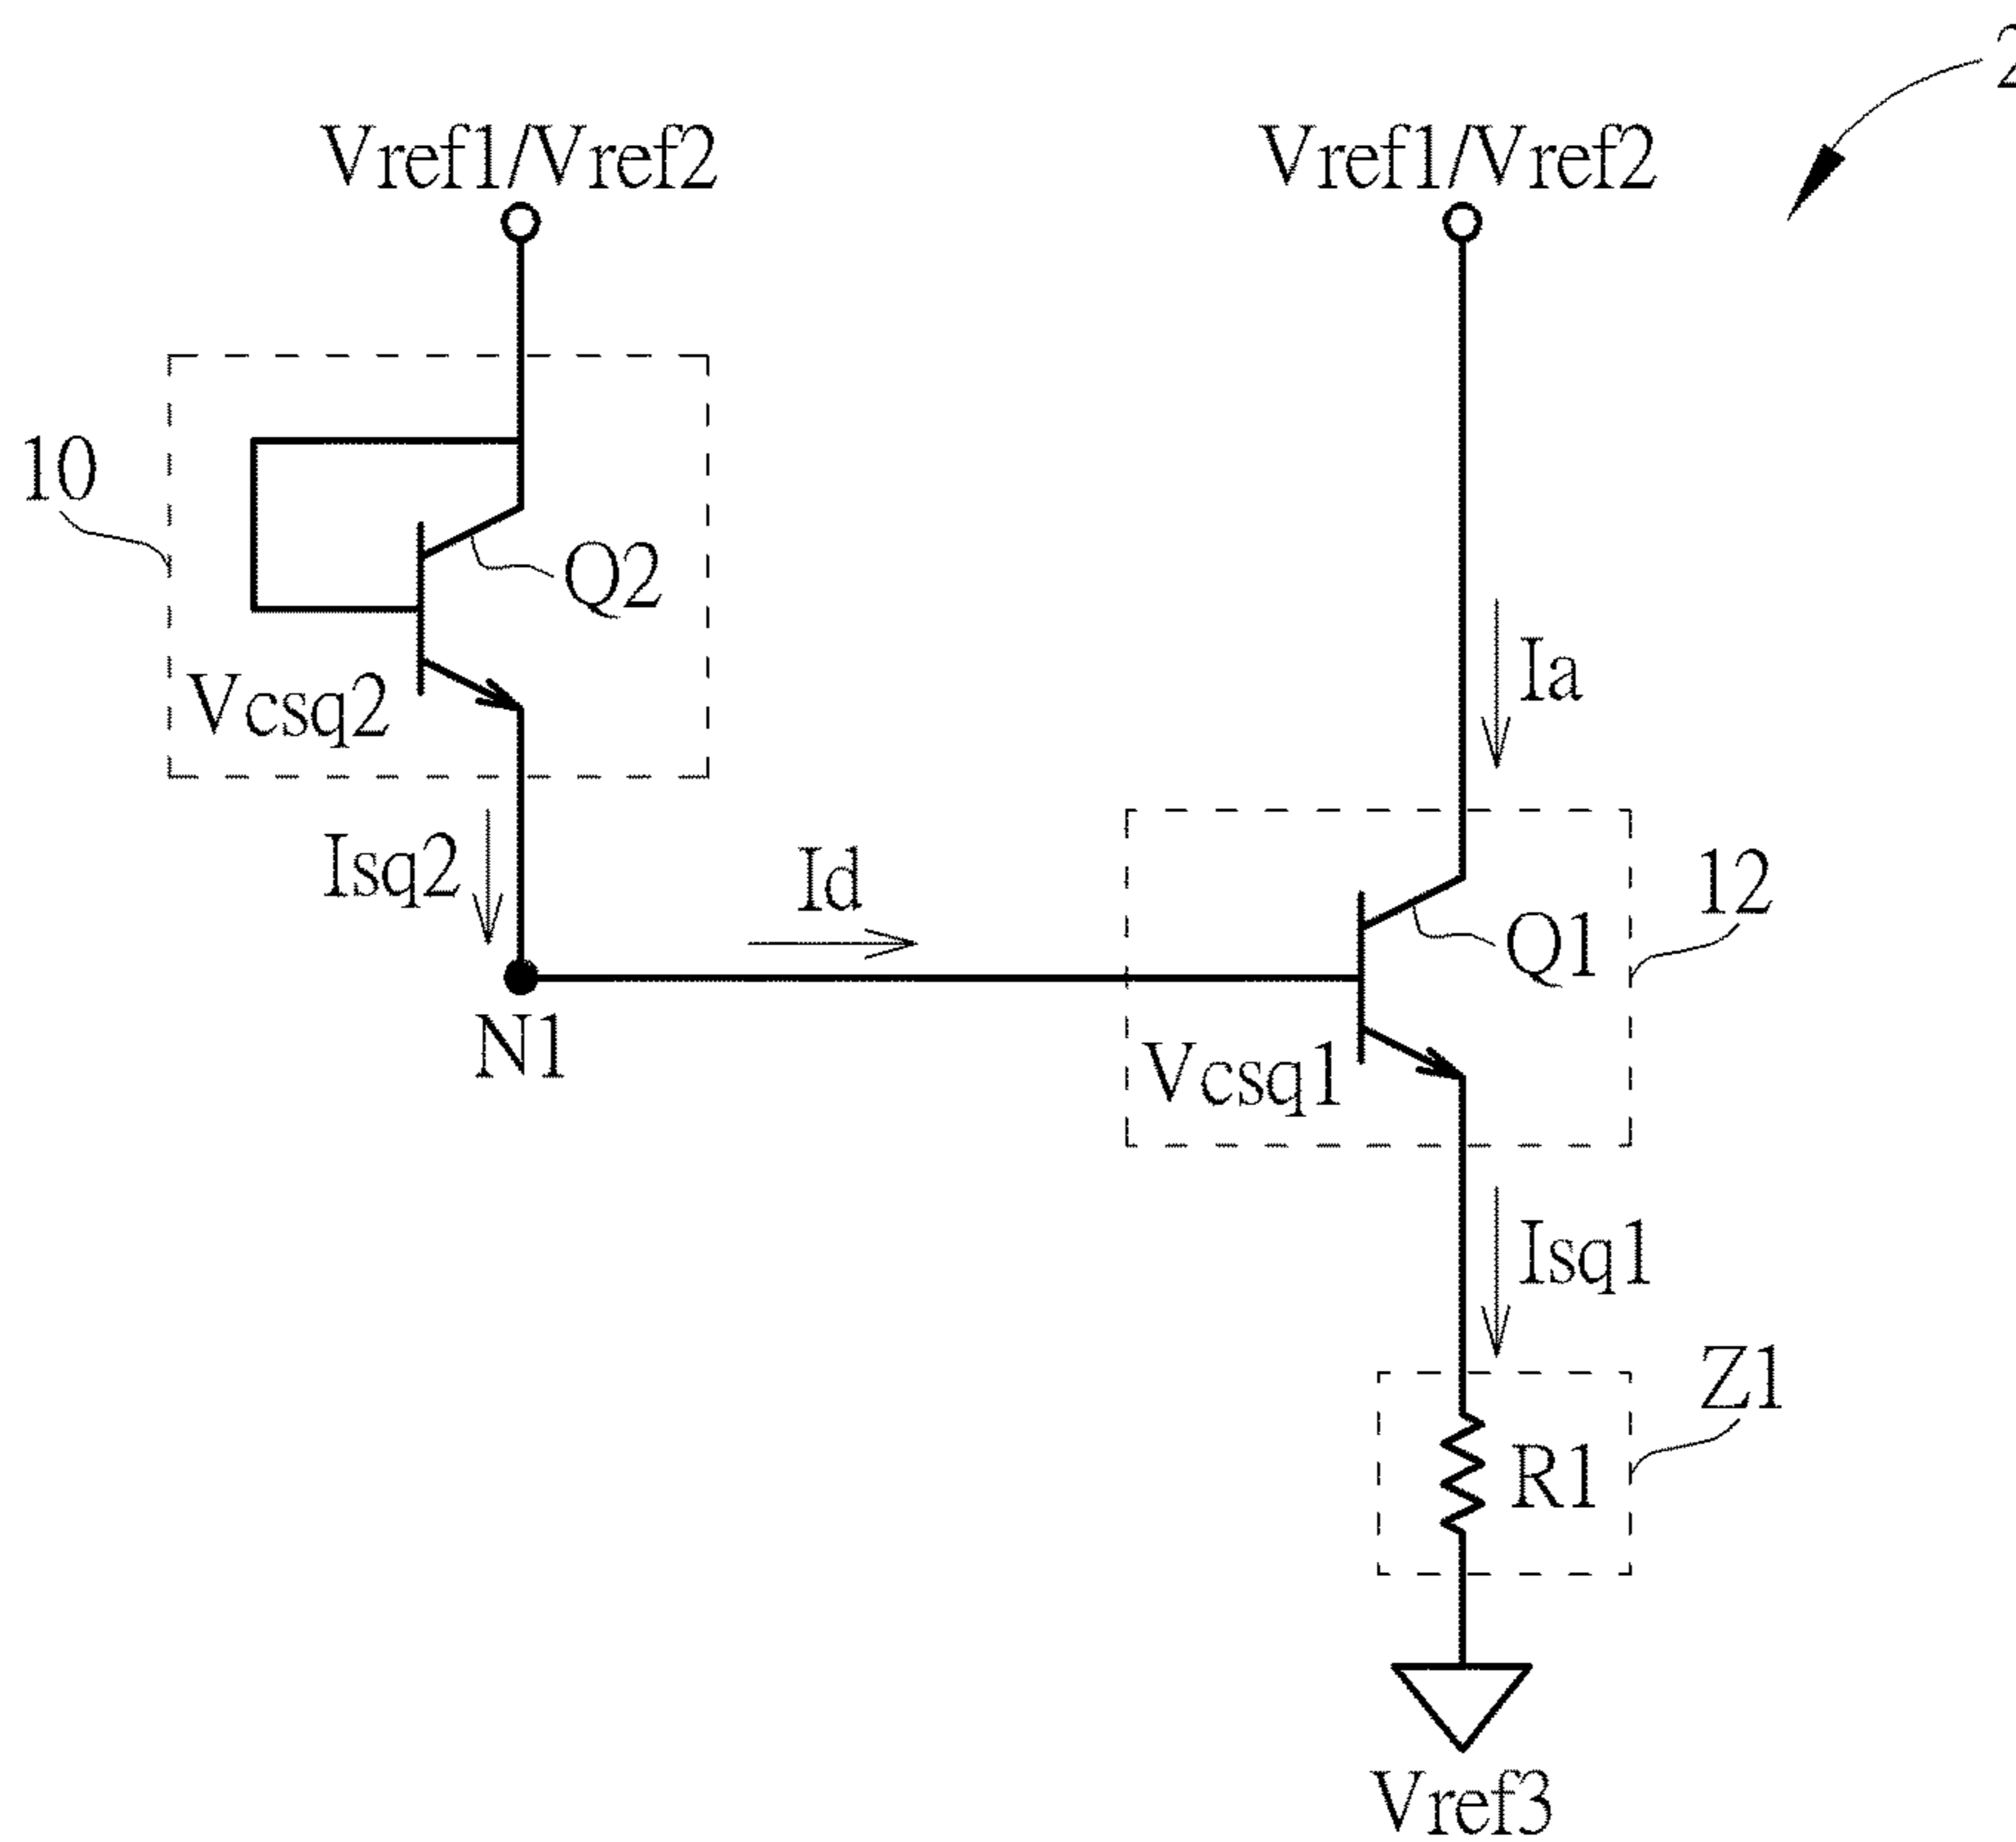 2
Vref1/Vref2
Vref1/Vref2
10
Q2
Vcsq2
Ia
Isq2
Id
12
Q1
N1
Vcsq1
Isq1
Z1
R1
Vref3